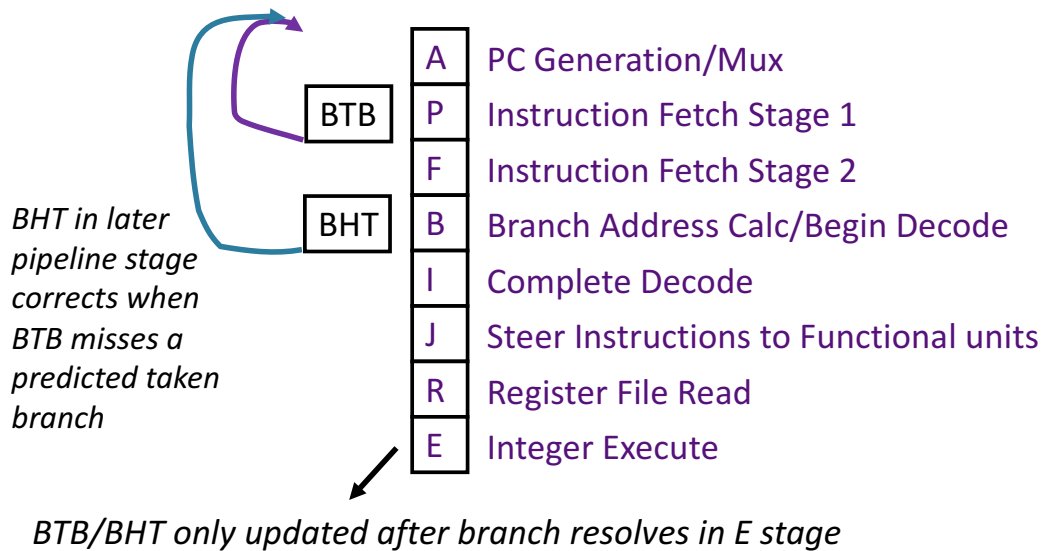 A PC Generation/Mux
BTB P Instruction Fetch Stage 1
F Instruction Fetch Stage 2
BHT B Branch Address Calc/Begin Decode
I Complete Decode
J Steer Instructions to Functional units
R Register File Read
E Integer Execute
BHT in later
pipeline stage
corrects when
BTB misses a
predicted taken
branch
BTB/BHT only updated after branch resolves in E stage